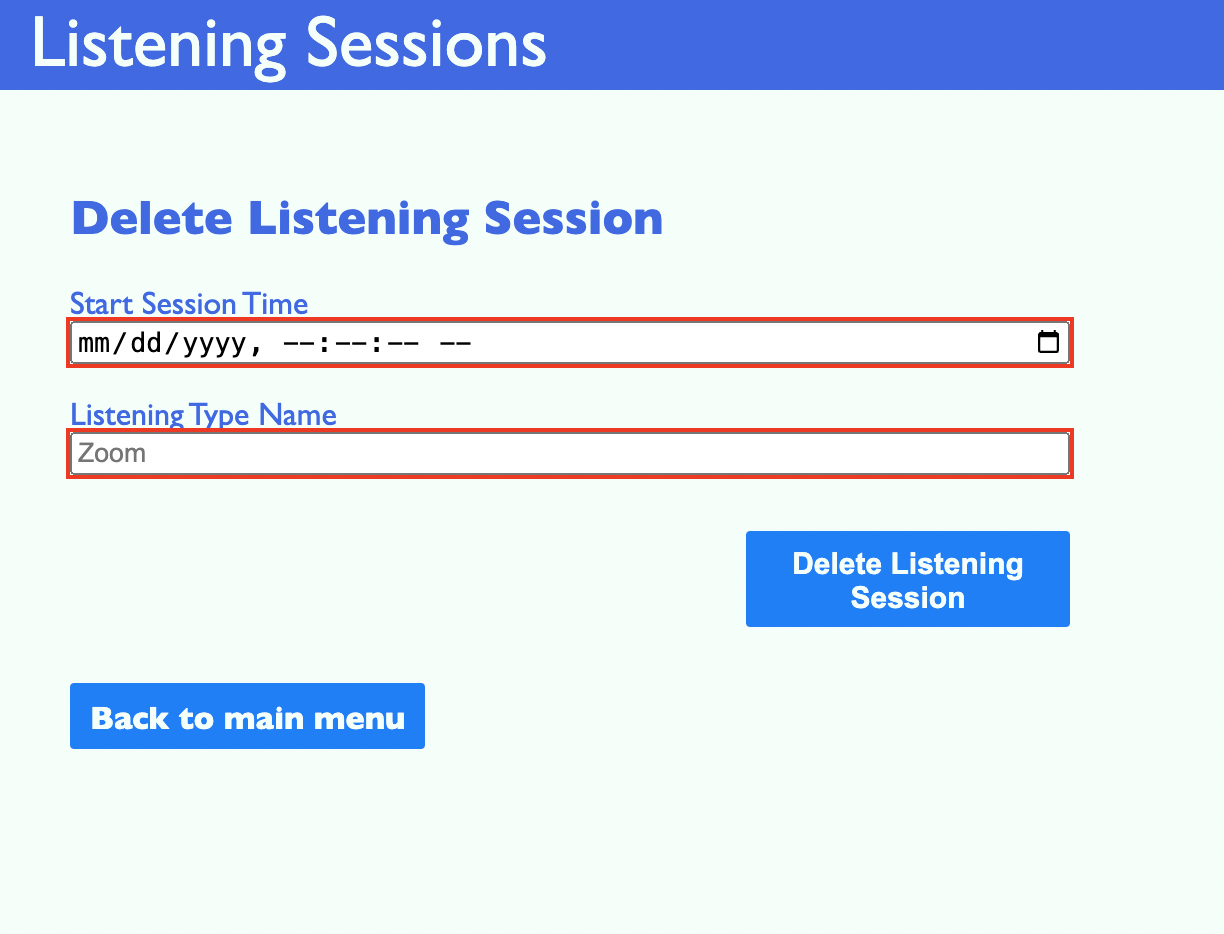 Listening Sessions
Delete Listening Session
Start Session Time
mm/dd/yyyy, --:--:-- --
Listening Type Name
Zoom
Delete Listening
Session
Back to main menu